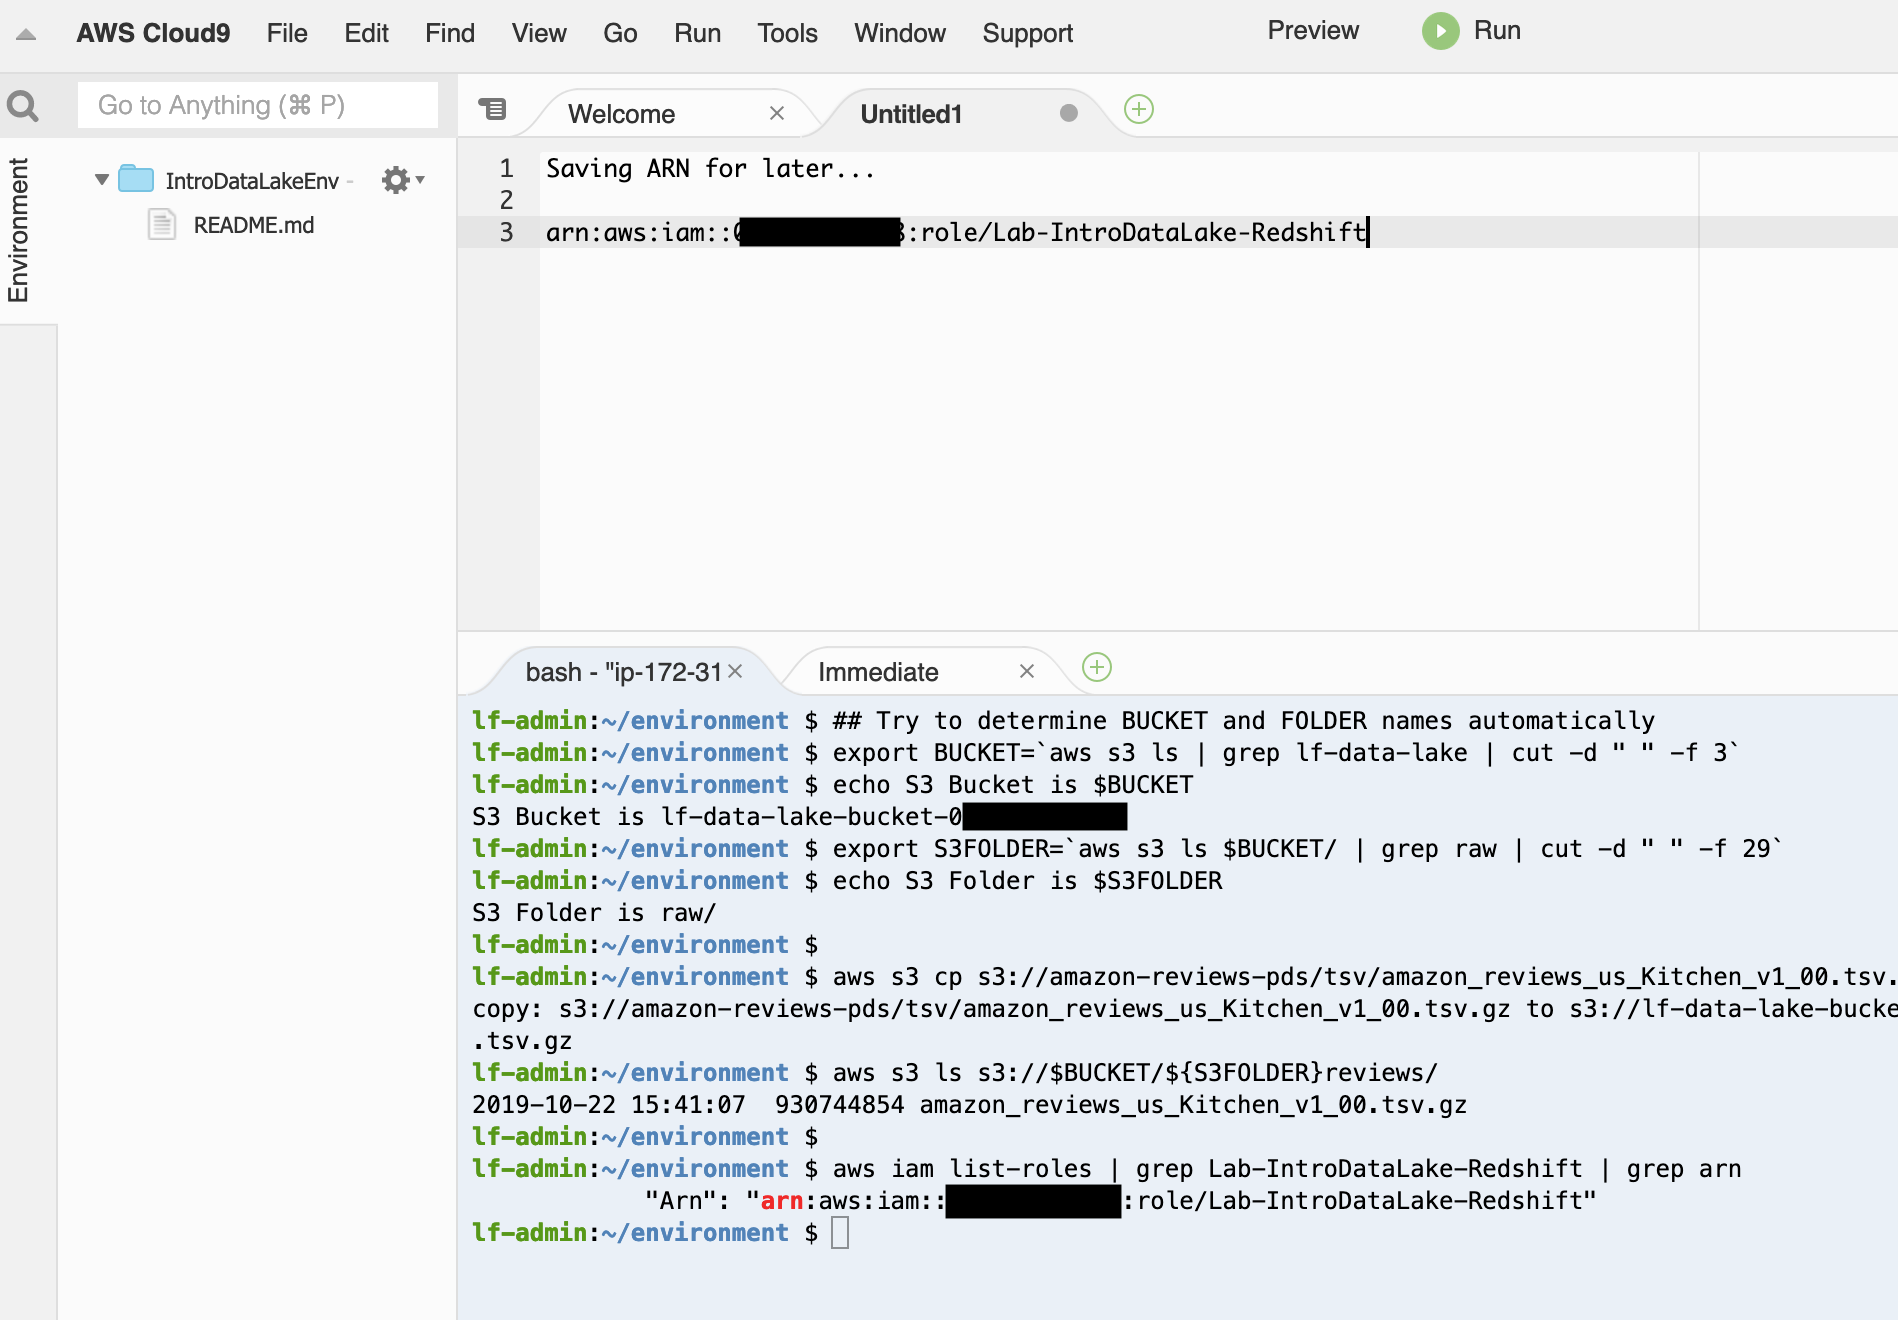 AWS Cloud9 File Edit Find View Go Run Tools Window Support Preview Run
Go to Anything (⌘ P)
Environment
IntroDataLakeEnv -
README.md
Welcome
Untitled1
1 Saving ARN for later...
2
3 arn:aws:iam:: :role/Lab-IntroDataLake-Redshift
bash - "ip-172-31
Immediate
lf-admin:~/environment $ ## Try to determine BUCKET and FOLDER names automatically
lf-admin:~/environment $ export BUCKET=`aws s3 ls | grep lf-data-lake | cut -d " " -f 3`
lf-admin:~/environment $ echo S3 Bucket is $BUCKET
S3 Bucket is lf-data-lake-bucket-0
lf-admin:~/environment $ export S3FOLDER=`aws s3 ls $BUCKET/ | grep raw | cut -d " " -f 29`
lf-admin:~/environment $ echo S3 Folder is $S3FOLDER
S3 Folder is raw/
lf-admin:~/environment $
lf-admin:~/environment $ aws s3 cp s3://amazon-reviews-pds/tsv/amazon_reviews_us_Kitchen_v1_00.tsv.
copy: s3://amazon-reviews-pds/tsv/amazon_reviews_us_Kitchen_v1_00.tsv.gz to s3://lf-data-lake-bucke
.tsv.gz
lf-admin:~/environment $ aws s3 ls s3://$BUCKET/${S3FOLDER}reviews/
2019-10-22 15:41:07  930744854 amazon_reviews_us_Kitchen_v1_00.tsv.gz
lf-admin:~/environment $
lf-admin:~/environment $ aws iam list-roles | grep Lab-IntroDataLake-Redshift | grep arn
"Arn": "arn:aws:iam:: :role/Lab-IntroDataLake-Redshift"
lf-admin:~/environment $